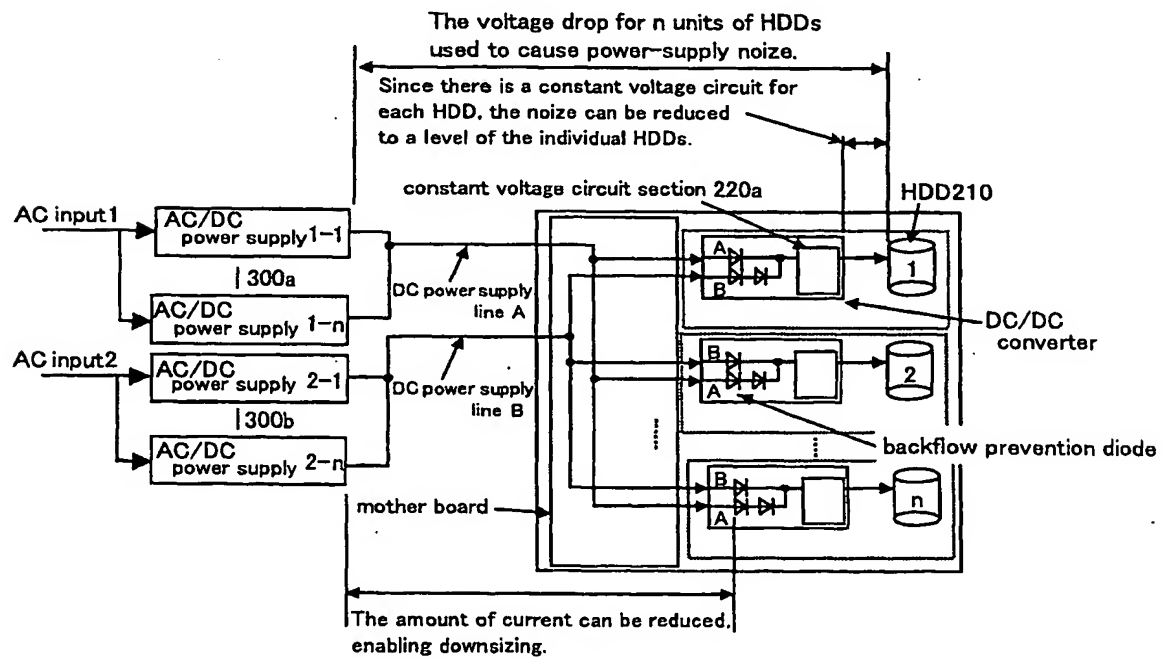 The voltage drop for n units of HDDs
used to cause power-supply noize.
Since there is a constant voltage circuit for
each HDD, the noize can be reduced
to a level of the individual HDDs.
constant voltage circuit section 220a
HDD210
AC input1
AC/DC
power supply 1-1
300a
AC/DC
power supply 1-n
AC input2
AC/DC
power supply 2-1
300b
AC/DC
power supply 2-n
DC power supply
line A
DC power supply
line B
A
B
1
DC/DC
converter
B
A
2
backflow prevention diode
B
A
n
mother board
The amount of current can be reduced,
enabling downsizing.